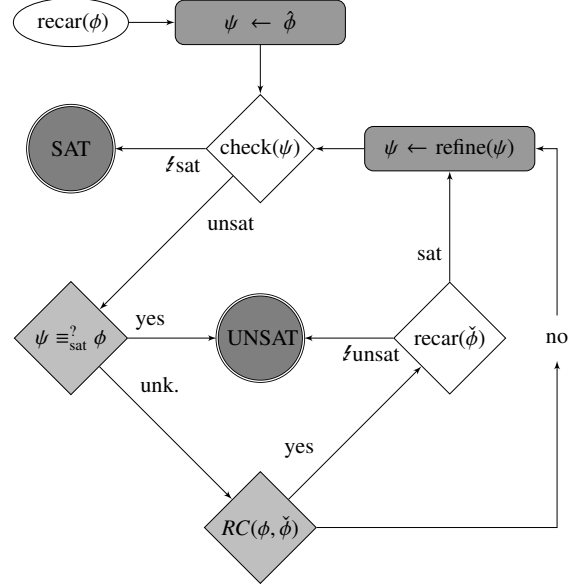 recar(ϕ)
ψ ← ϕ̂
SAT
check(ψ)
ψ ← refine(ψ)
↯sat
unsat
sat
ψ ≡?sat ϕ
yes
UNSAT
recar(ϕ̌)
↯unsat
no
unk.
yes
RC(ϕ, ϕ̌)